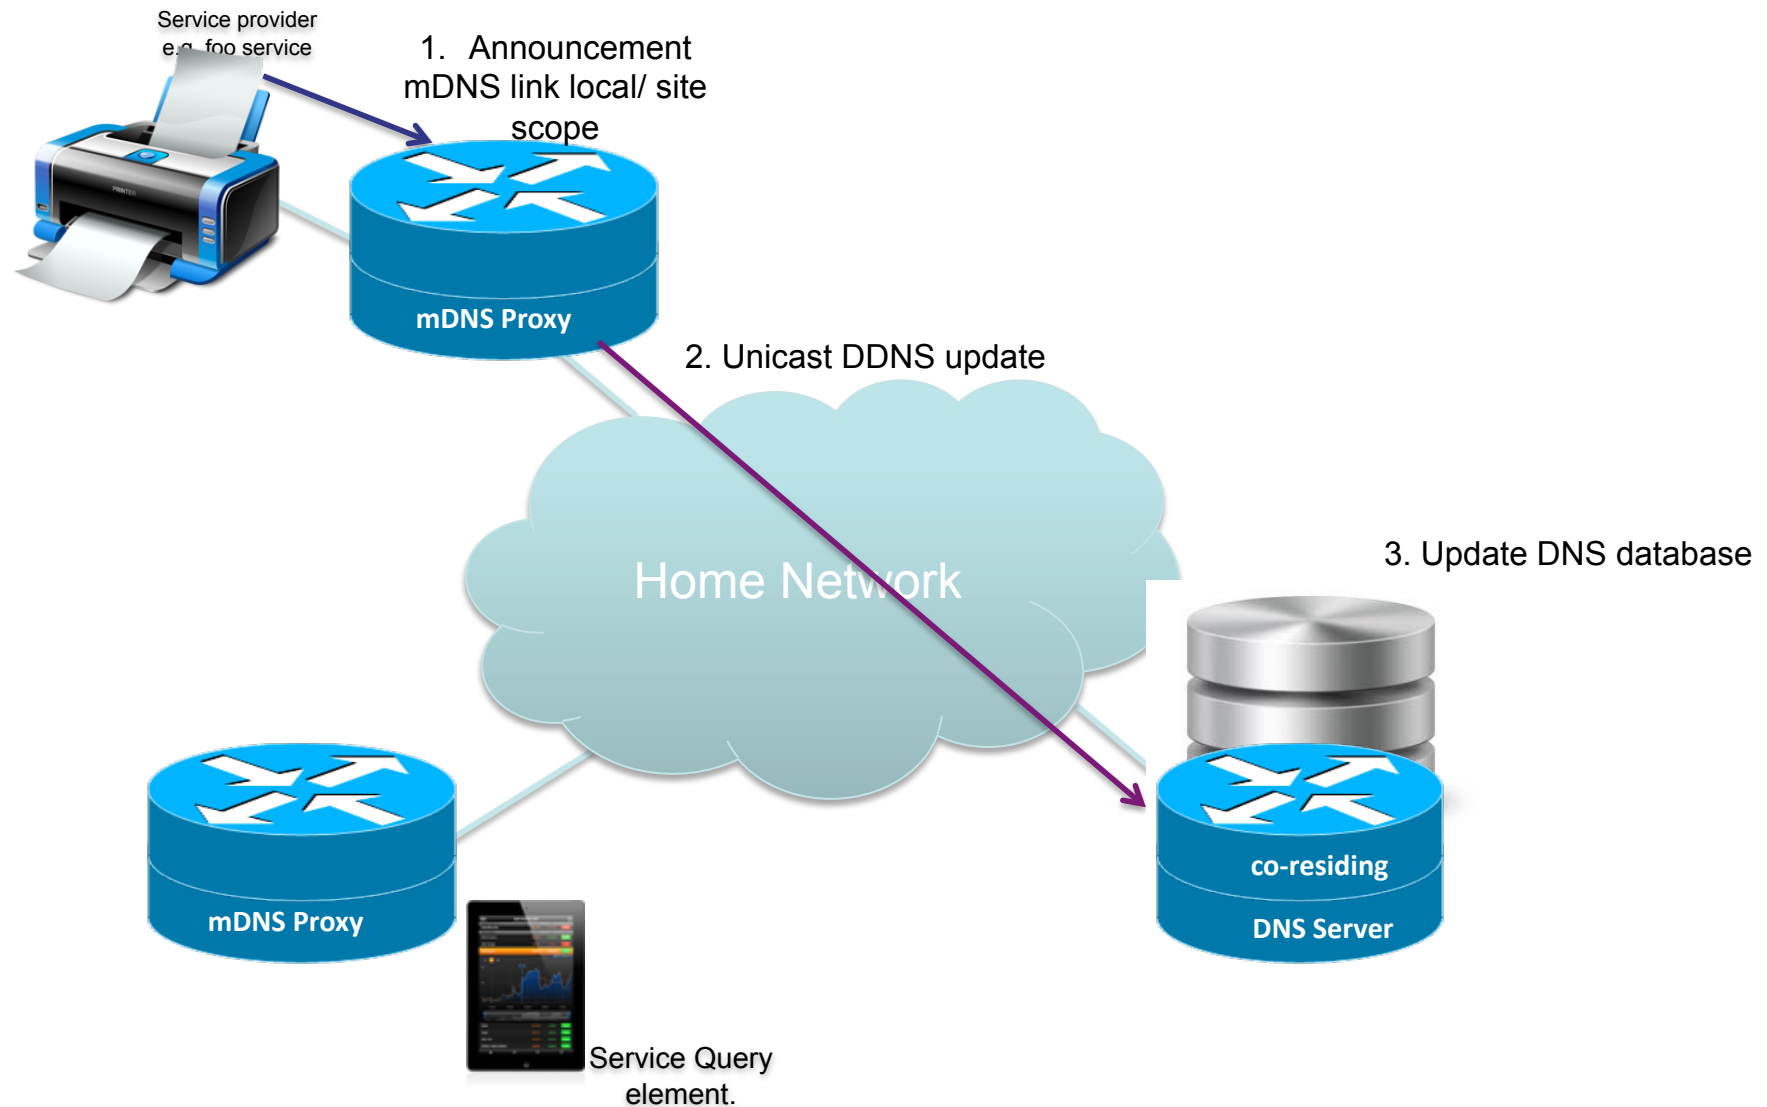 Service provider
e.g. foo service
1. Announcement
mDNS link local/ site
scope
PRINTER
mDNS Proxy
2. Unicast DDNS update
Home Network
3. Update DNS database
co-residing
DNS Server
mDNS Proxy
Service Query
element.